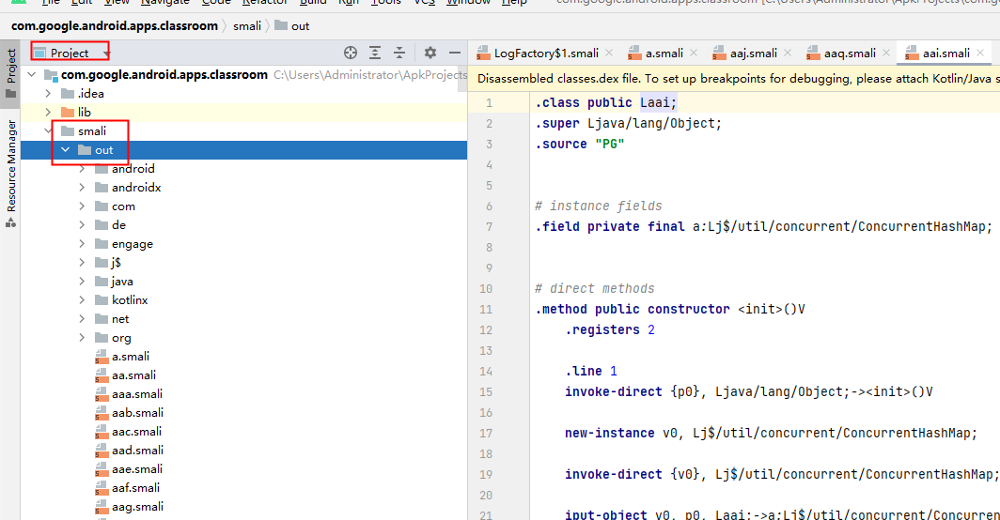 File Edit View Navigate Code Refactor Build Run Tools VCS Window Help com.google.android.apps.classroom [C:\Users\Administrator\ApkProjects\com.g
com.google.android.apps.classroom smali out
Project
Resource Manager
Project
com.google.android.apps.classroom C:\Users\Administrator\ApkProjects
.idea
lib
smali
out
android
androidx
com
de
engage
j$
java
kotlinx
net
org
a.smali
aa.smali
aaa.smali
aab.smali
aac.smali
aad.smali
aae.smali
aaf.smali
aag.smali
LogFactory$1.smali a.smali aaj.smali aaq.smali aai.smali
Disassembled classes.dex file. To set up breakpoints for debugging, please attach Kotlin/Java s
1 .class public Laai;
2 .super Ljava/lang/Object;
3 .source "PG"
4
5
6 # instance fields
7 .field private final a:Lj$/util/concurrent/ConcurrentHashMap;
8
9
10 # direct methods
11 .method public constructor <init>()V
12 .registers 2
13
14 .line 1
15 invoke-direct {p0}, Ljava/lang/Object;-><init>()V
16
17 new-instance v0, Lj$/util/concurrent/ConcurrentHashMap;
18
19 invoke-direct {v0}, Lj$/util/concurrent/ConcurrentHashMap;
20
21 iput-object v0, p0, Laai;->a:Lj$/util/concurrent/Concurrent